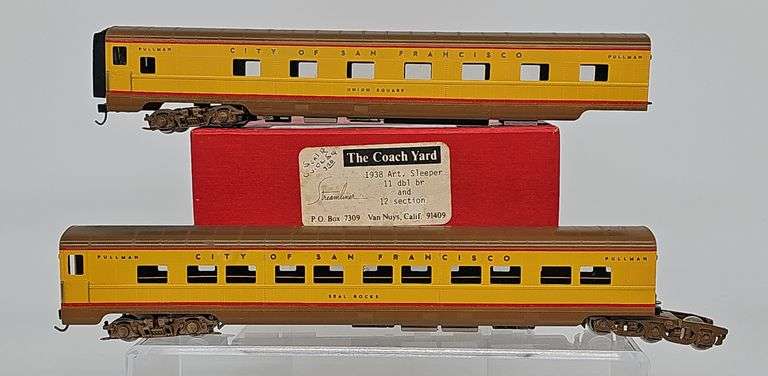 PULLMAN CITY OF SAN FRANCISCO PULLMAN
UNION SQUARE
The Coach Yard
1938 Art. Sleeper
11 dbl br
and
12 section
Streamliner
P.O. Box 7309 Van Nuys, Calif. 91409
PULLMAN CITY OF SAN FRANCISCO PULLMAN
SEAL ROCKS